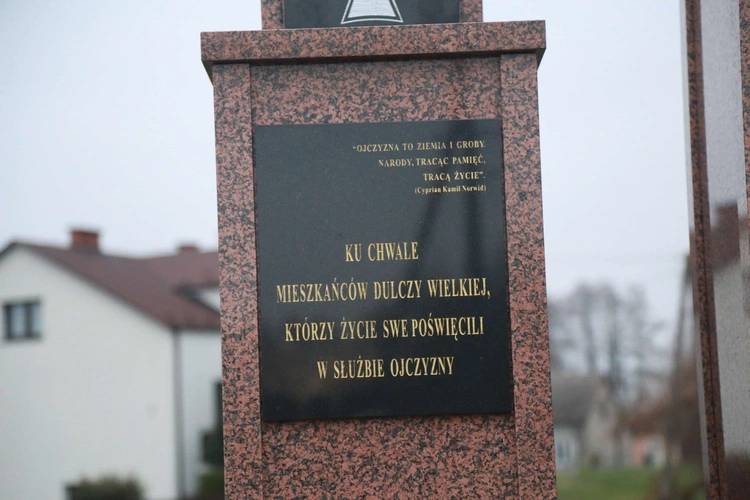 "OJCZYZNA TO ZIEMIA I GROBY.
NARODY, TRACĄC PAMIĘĆ,
TRACĄ ŻYCIE".
(Cyprian Kamil Norwid)
KU CHWALE
MIESZKAŃCÓW DULCZY WIELKIEJ,
KTÓRZY ŻYCIE SWE POŚWIĘCILI
W SŁUŹBIE OJCZYZNY